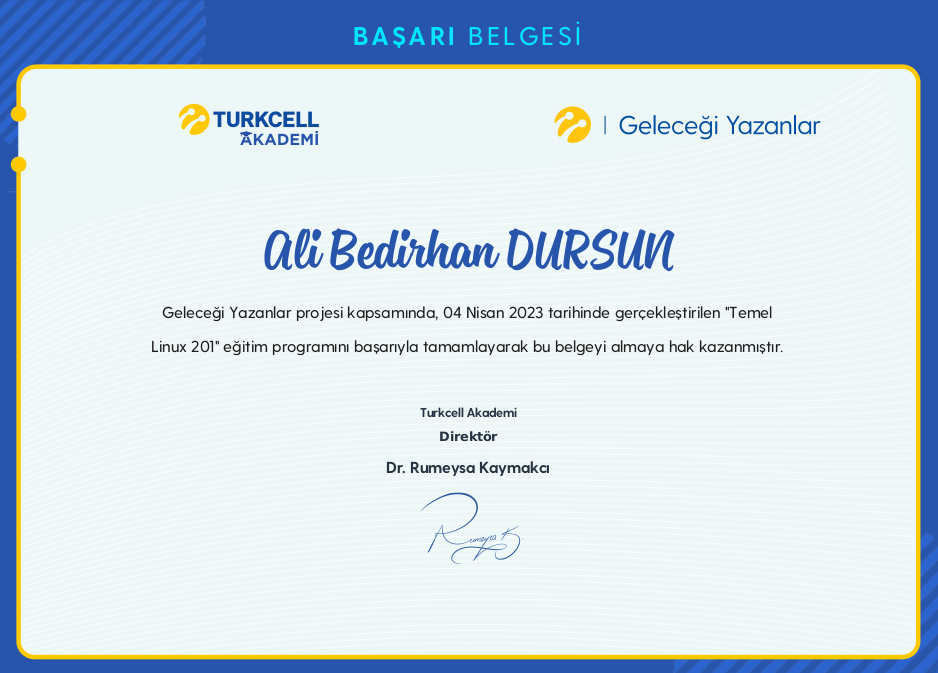 BAŞARI BELGESİ
TURKCELL
AKADEMİ
Geleceği Yazanlar
Ali Bedirhan DURSUN
Geleceği Yazanlar projesi kapsamında, 04 Nisan 2023 tarihinde gerçekleştirilen "Temel
Linux 201" eğitim programını başarıyla tamamlayarak bu belgeyi almaya hak kazanmıştır.
Turkcell Akademi
Direktör
Dr. Rumeysa Kaymakcı
Rumeysa K